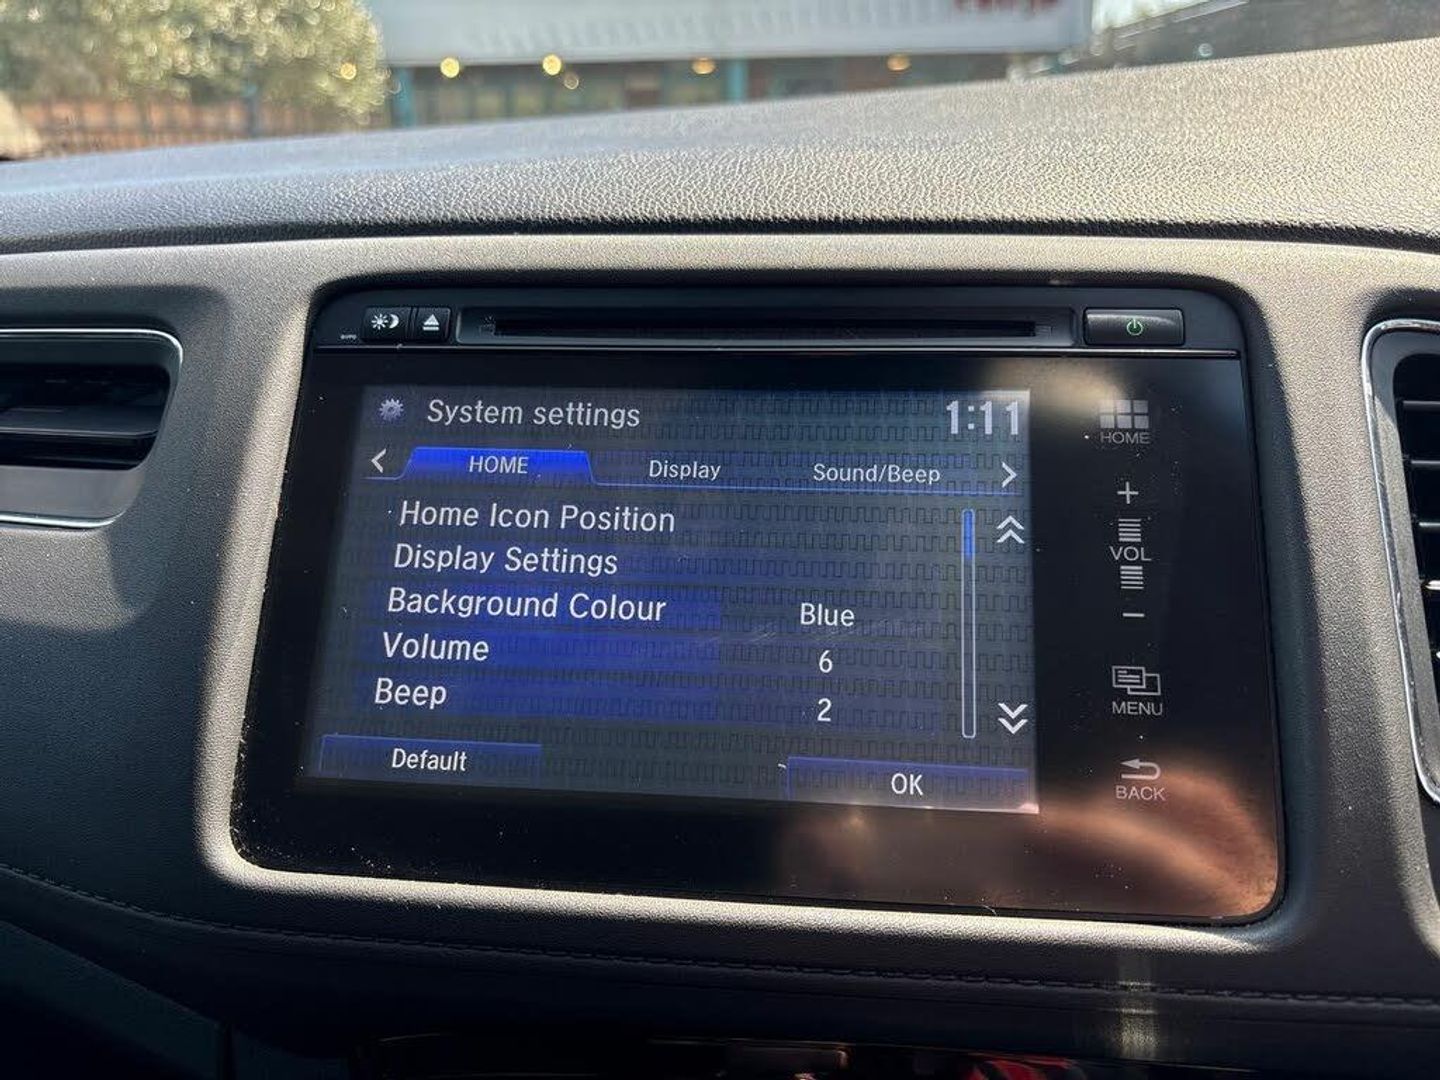 System settings 1:11
HOME Display Sound/Beep
Home Icon Position
Display Settings
Background Colour Blue
Volume 6
Beep 2
Default OK
HOME
+
VOL
−
MENU
BACK